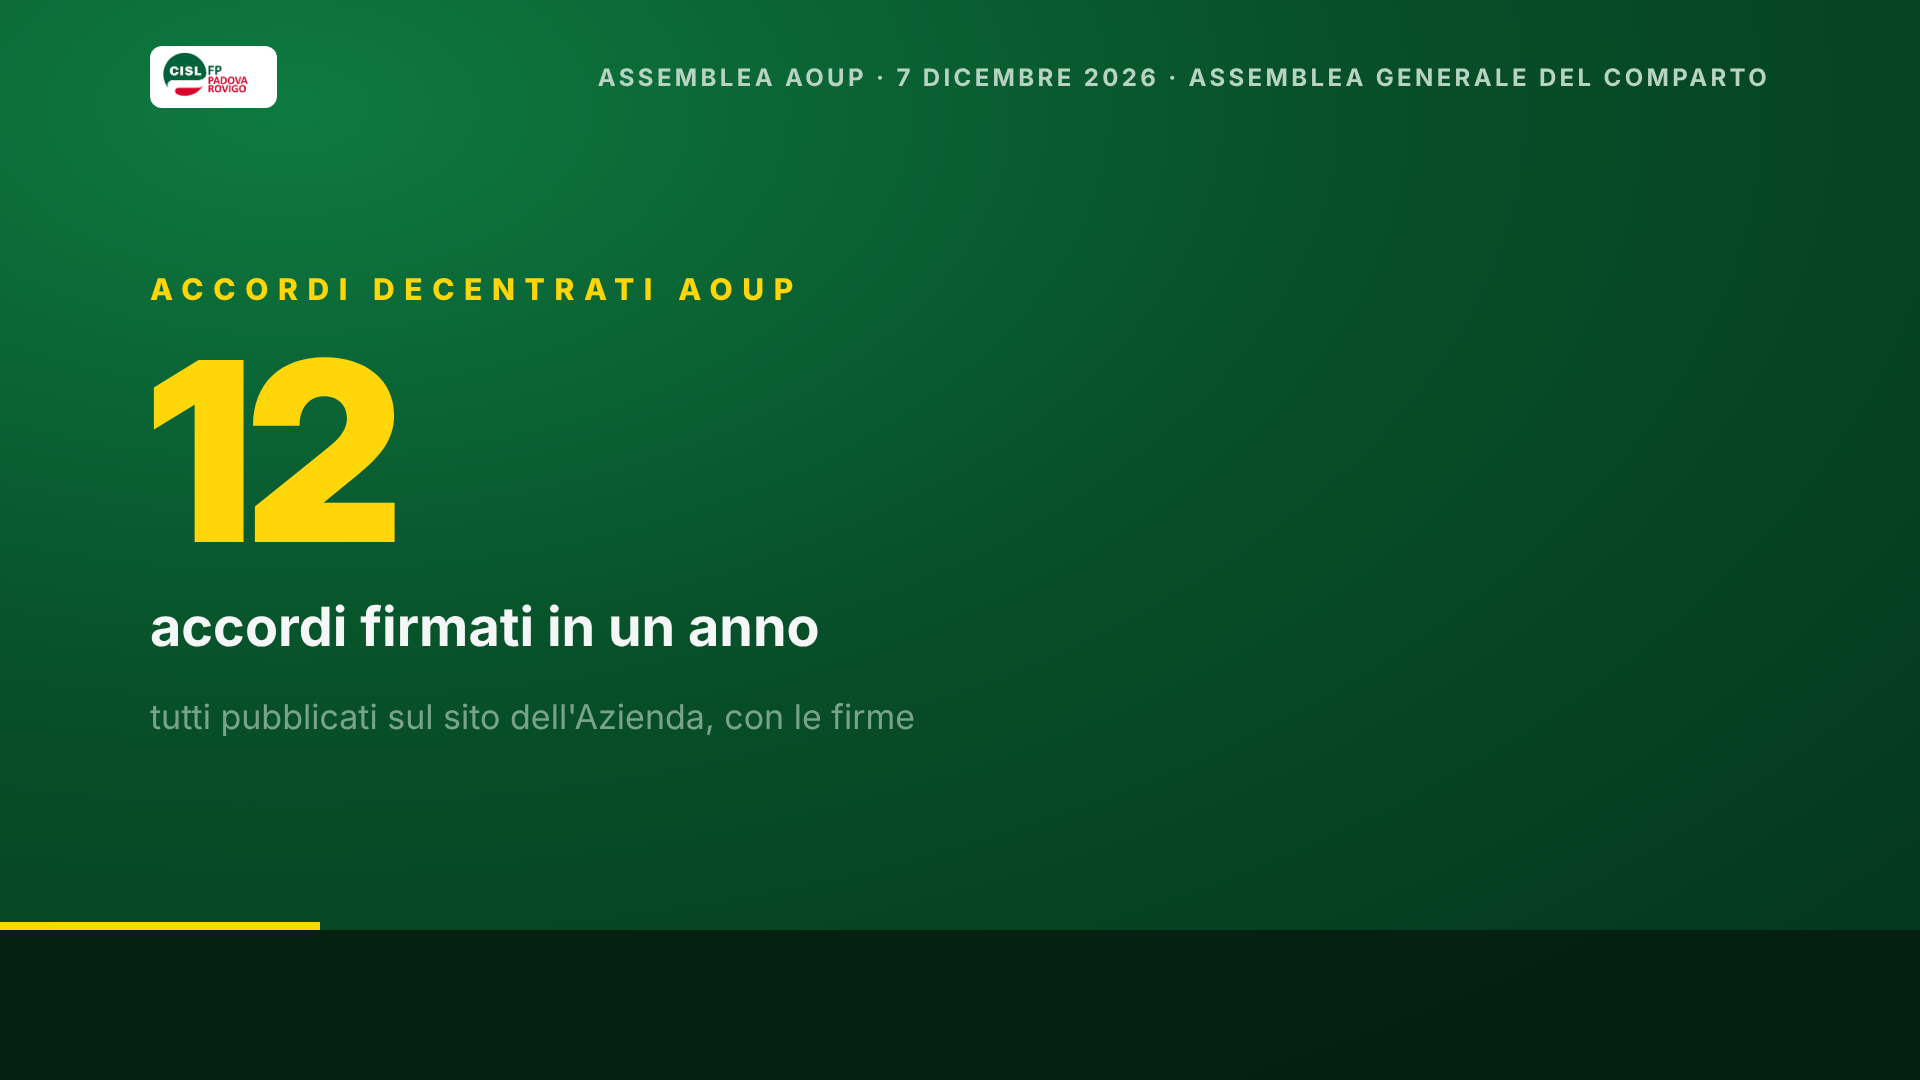 CISL FP
PADOVA
ROVIGO
ASSEMBLEA AOUP · 7 DICEMBRE 2026 · ASSEMBLEA GENERALE DEL COMPARTO
ACCORDI DECENTRATI AOUP
12
accordi firmati in un anno
tutti pubblicati sul sito dell'Azienda, con le firme